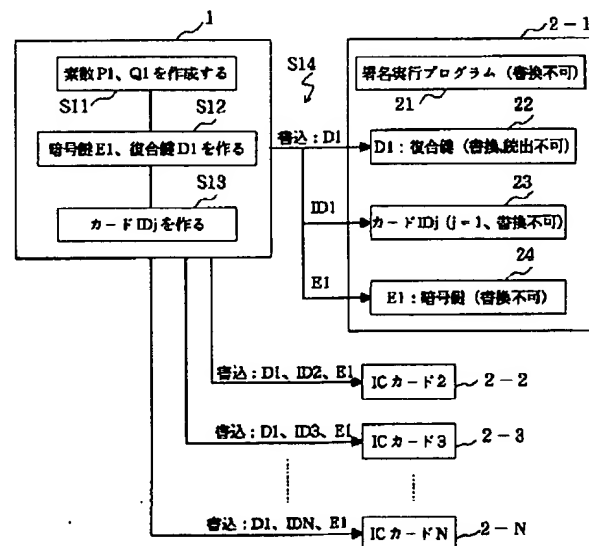 1
2-1
素数P1、Q1を作成する
S11
S12
暗号鍵E1、復合鍵D1を作る
S13
カードIDjを作る
S14
署名実行プログラム (書換不可)
21
22
書込:D1
D1:復合鍵 (書換,読出不可)
23
ID1
カードIDj (j=1、書換不可)
24
E1
E1:暗号鍵 (書換不可)
書込:D1、ID2、E1
ICカード2
2-2
書込:D1、ID3、E1
ICカード3
2-3
書込:D1、IDN、E1
ICカードN
2-N